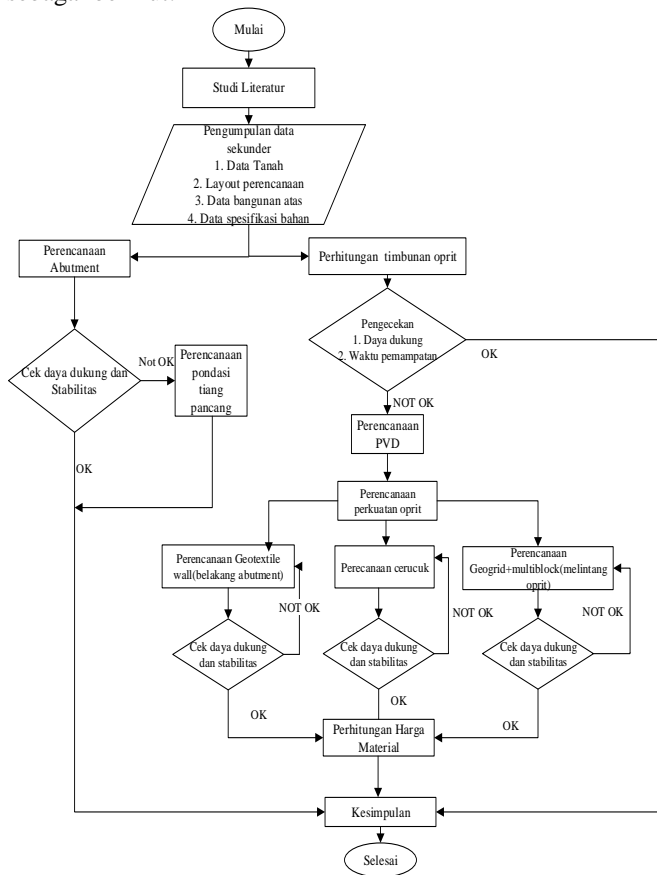 Mulai
Studi Literatur
Pengumpulan data
sekunder
1. Data Tanah
2. Layout perencanaan
3. Data bangunan atas
4. Data spesifikasi bahan
Perencanaan
Abutment
Perhitungan timbunan oprit
Pengecekan
1. Daya dukung
2. Waktu pemampatan
OK
Cek daya dukung dan
Stabilitas
Not OK
Perencanaan
pondasi
tiang
pancang
NOT OK
Perencanaan
PVD
OK
Perencanaan
perkuatan oprit
Perencanaan Geotextile
wall(belakang abutment)
Perecanaan cerucuk
Perencanaan
Geogrid+multiblock(melintang
oprit)
NOT OK
NOT OK
NOT OK
Cek daya dukung
dan stabilitas
Cek daya dukung
dan stabilitas
Cek daya dukung
dan stabilitas
OK
OK
OK
Perhitungan Harga
Material
Kesimpulan
Selesai